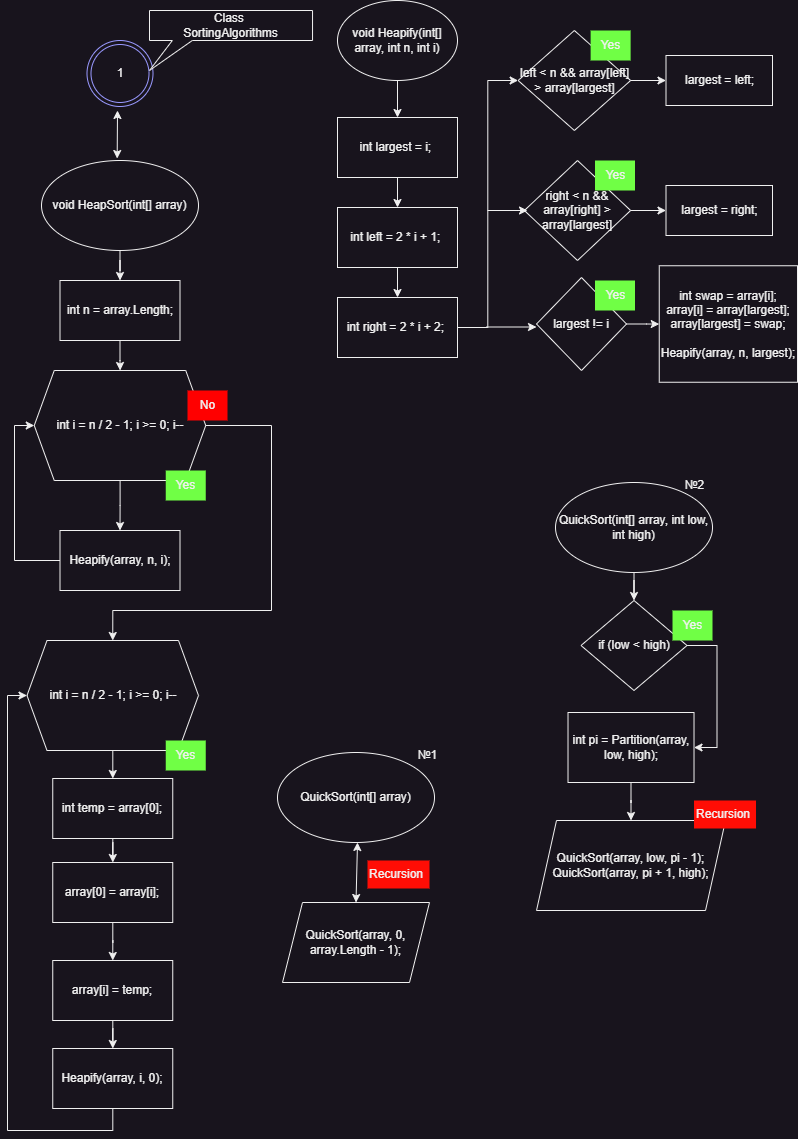 Class
SortingAlgorithms
1
void HeapSort(int[] array)
int n = array.Length;
int i = n / 2 - 1; i >= 0; i--
No
Yes
Heapify(array, n, i);
int i = n / 2 - 1; i >= 0; i--
Yes
int temp = array[0];
array[0] = array[i];
array[i] = temp;
Heapify(array, i, 0);
void Heapify(int[]
array, int n, int i)
int largest = i;
int left = 2 * i + 1;
int right = 2 * i + 2;
Yes
left < n && array[left]
> array[largest]
largest = left;
Yes
right < n &&
array[right] >
array[largest]
largest = right;
Yes
largest != i
int swap = array[i];
array[i] = array[largest];
array[largest] = swap;
Heapify(array, n, largest);
№1
QuickSort(int[] array)
Recursion
QuickSort(array, 0,
array.Length - 1);
№2
QuickSort(int[] array, int low,
int high)
Yes
if (low < high)
int pi = Partition(array,
low, high);
Recursion
QuickSort(array, low, pi - 1);
QuickSort(array, pi + 1, high);